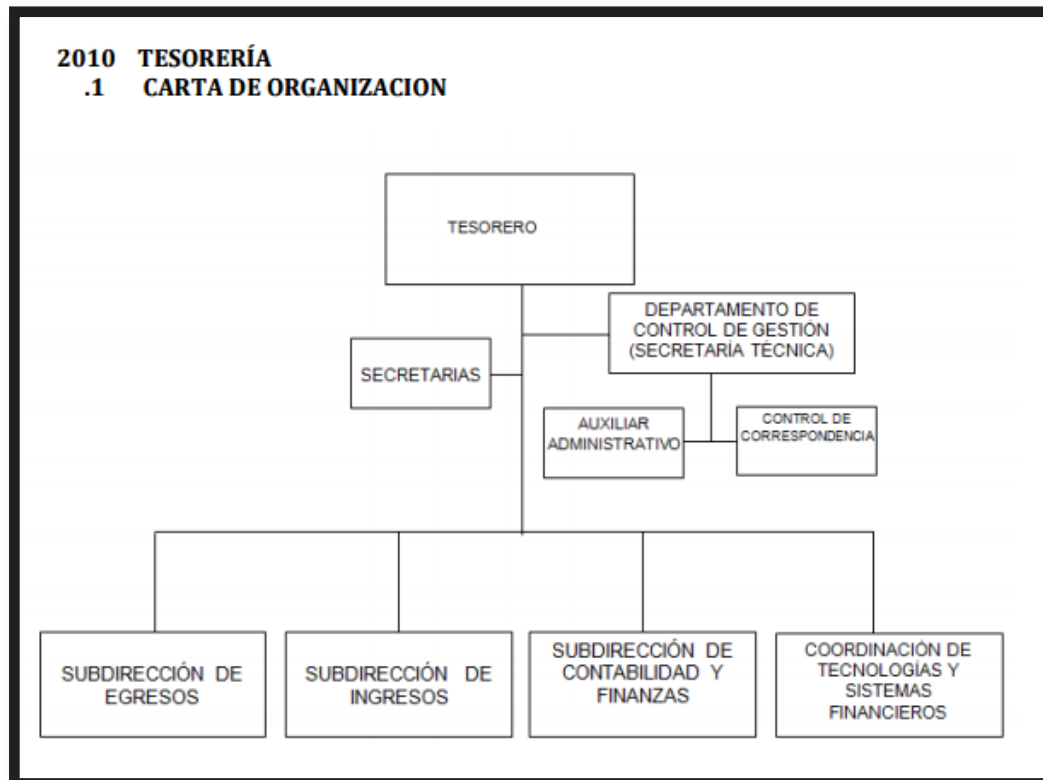 2010 TESORERÍA
.1 CARTA DE ORGANIZACION
TESORERO
DEPARTAMENTO DE
CONTROL DE GESTIÓN
(SECRETARÍA TÉCNICA)
SECRETARIAS
AUXILIAR
ADMINISTRATIVO
CONTROL DE
CORRESPONDENCIA
SUBDIRECCIÓN DE
EGRESOS
SUBDIRECCIÓN DE
INGRESOS
SUBDIRECCIÓN DE
CONTABILIDAD Y
FINANZAS
COORDINACIÓN DE
TECNOLOGÍAS Y
SISTEMAS
FINANCIEROS